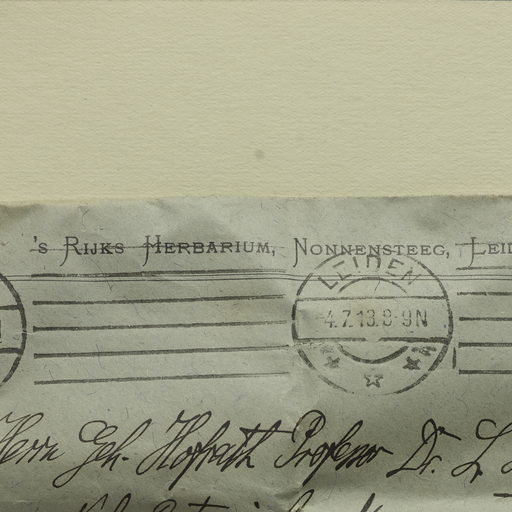 's Rijks Herbarium, Nonnensteeg, Leid
LEIDEN
4.7.13.8-9N
Herrn Geh. Hofrath Professor Dr. L.